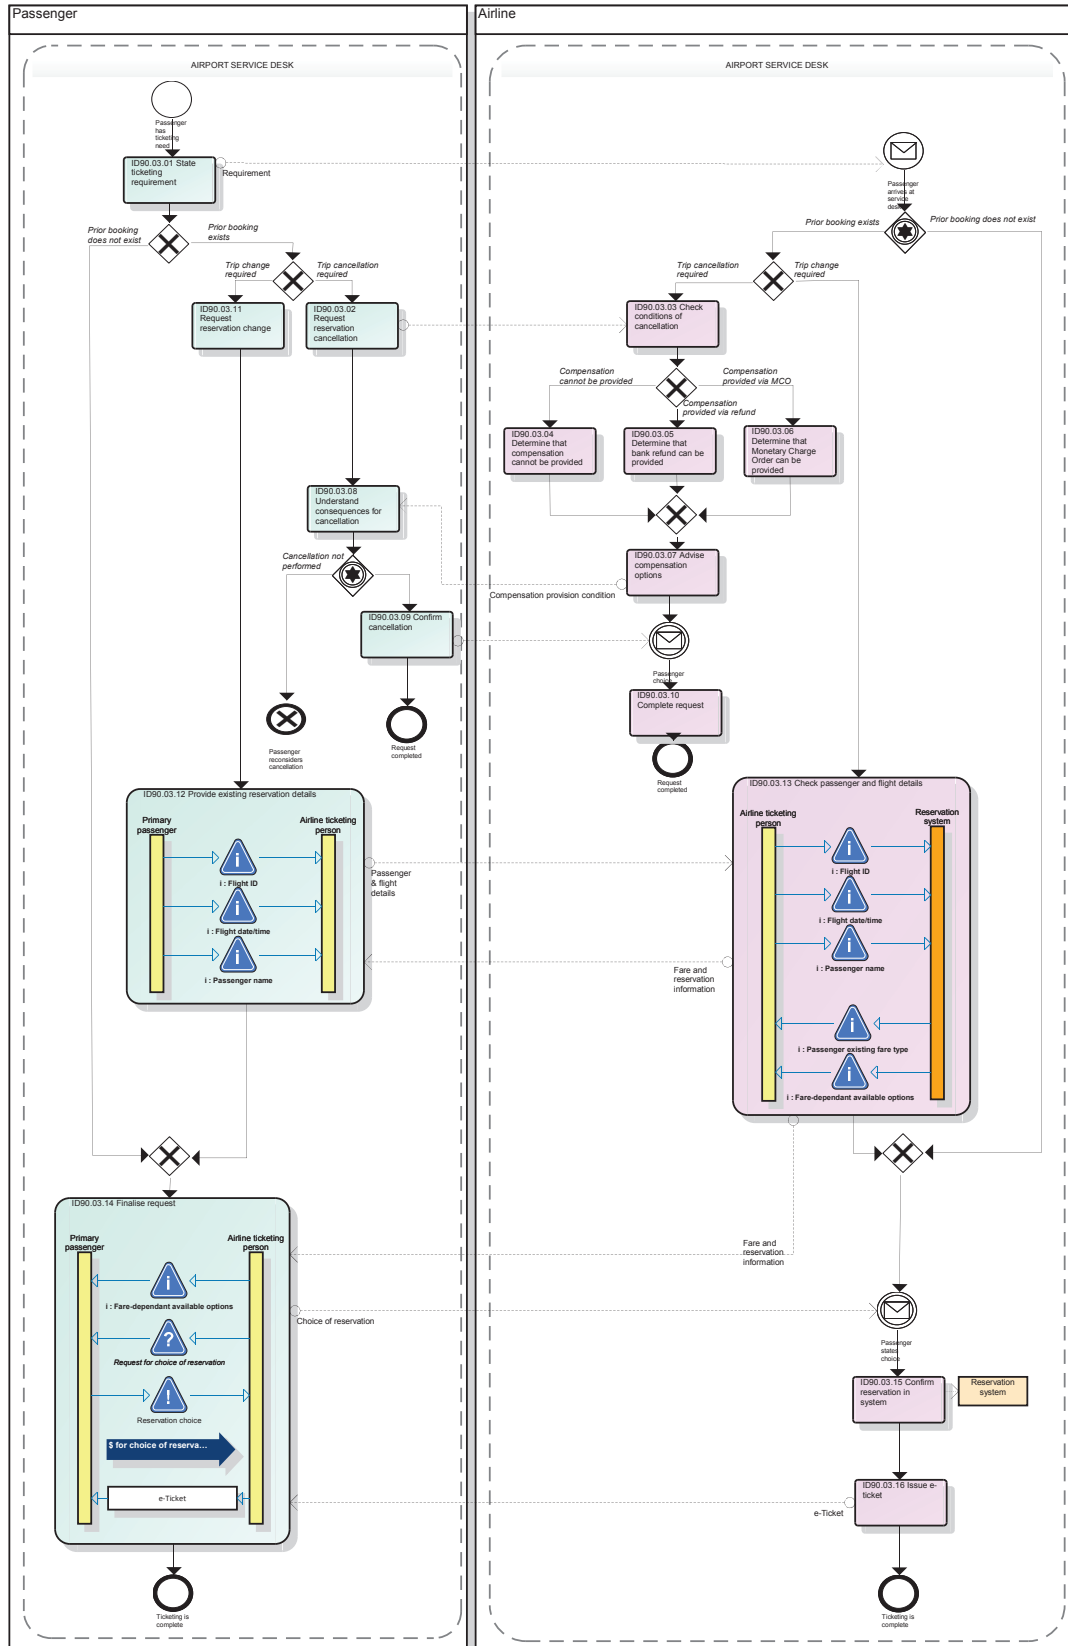 Passenger
AIRPORT SERVICE DESK
Passenger
has
ticketing
need
ID90.03.01 State
ticketing
requirement
Requirement
Prior booking
does not exist
Prior booking
exists
Trip change
required
Trip cancellation
required
ID90.03.11
Request
reservation change
ID90.03.02
Request
reservation
cancellation
ID90.03.08
Understand
consequences for
cancellation
Cancellation not
performed
ID90.03.09 Confirm
cancellation
Passenger
reconsiders
cancellation
Request
completed
ID90.03.12 Provide existing reservation details
Primary
passenger
Airline ticketing
person
i : Flight ID
i : Flight date/time
i : Passenger name
Passenger
& flight
details
ID90.03.14 Finalise request
Primary
passenger
Airline ticketing
person
i : Fare-dependant available options
Request for choice of reservation
Reservation choice
$ for choice of reserva...
e-Ticket
Choice of reservation
Ticketing is
complete
Airline
AIRPORT SERVICE DESK
Passenger
arrives at
service
desk
Prior booking exists
Prior booking does not exist
Trip cancellation
required
Trip change
required
ID90.03.03 Check
conditions of
cancellation
Compensation
cannot be provided
Compensation
provided via MCO
Compensation
provided via refund
ID90.03.04
Determine that
compensation
cannot be provided
ID90.03.05
Determine that
bank refund can be
provided
ID90.03.06
Determine that
Monetary Charge
Order can be
provided
ID90.03.07 Advise
compensation
options
Compensation provision condition
Passenger
choice
ID90.03.10
Complete request
Request
completed
ID90.03.13 Check passenger and flight details
Airline ticketing
person
Reservation
system
i : Flight ID
i : Flight date/time
i : Passenger name
i : Passenger existing fare type
i : Fare-dependant available options
Fare and
reservation
information
Fare and
reservation
information
Passenger
states
choice
ID90.03.15 Confirm
reservation in
system
Reservation
system
ID90.03.16 Issue e-
ticket
e-Ticket
Ticketing is
complete